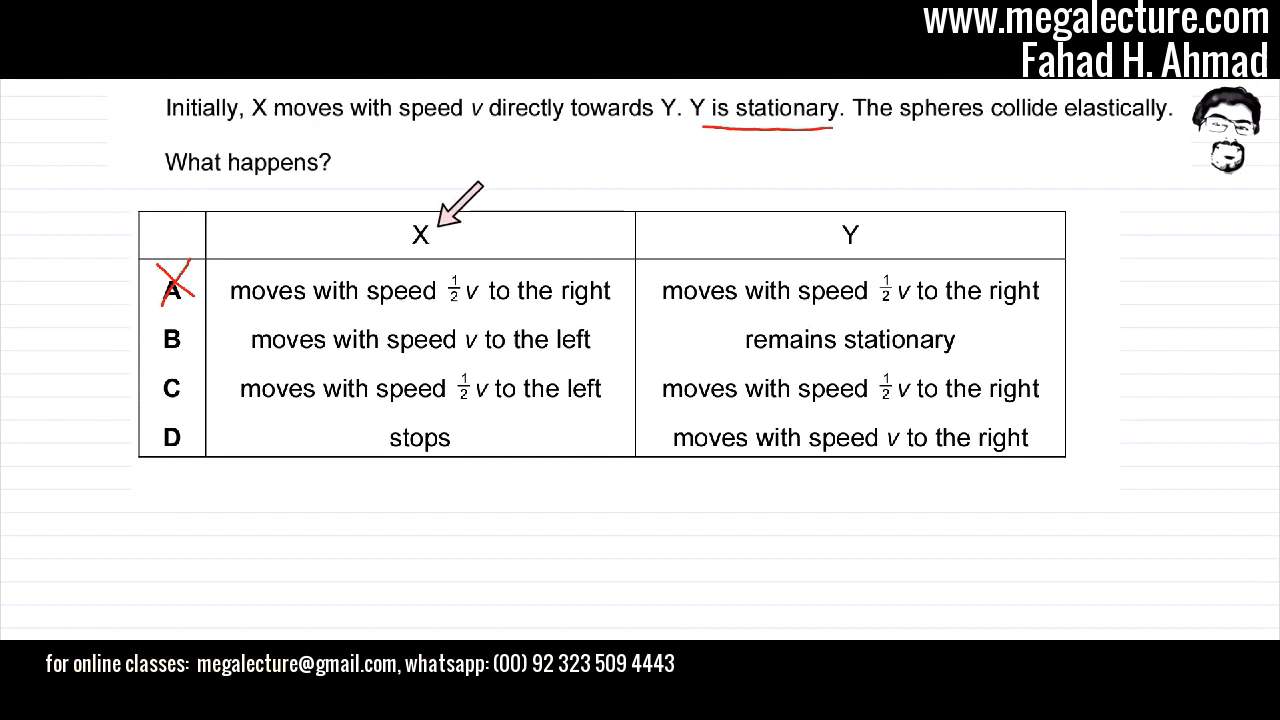 www.megalecture.com
Fahad H. Ahmad
Initially, X moves with speed v directly towards Y. Y is stationary. The spheres collide elastically.
What happens?
X Y
A moves with speed ½v to the right moves with speed ½v to the right
B moves with speed v to the left remains stationary
C moves with speed ½v to the left moves with speed ½v to the right
D stops moves with speed v to the right
for online classes: megalecture@gmail.com, whatsapp: (00) 92 323 509 4443